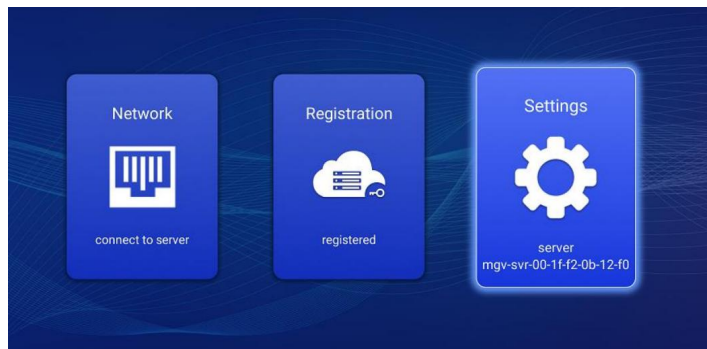 Network
connect to server
Registration
registered
Settings
server
mgv-svr-00-1f-f2-0b-12-f0